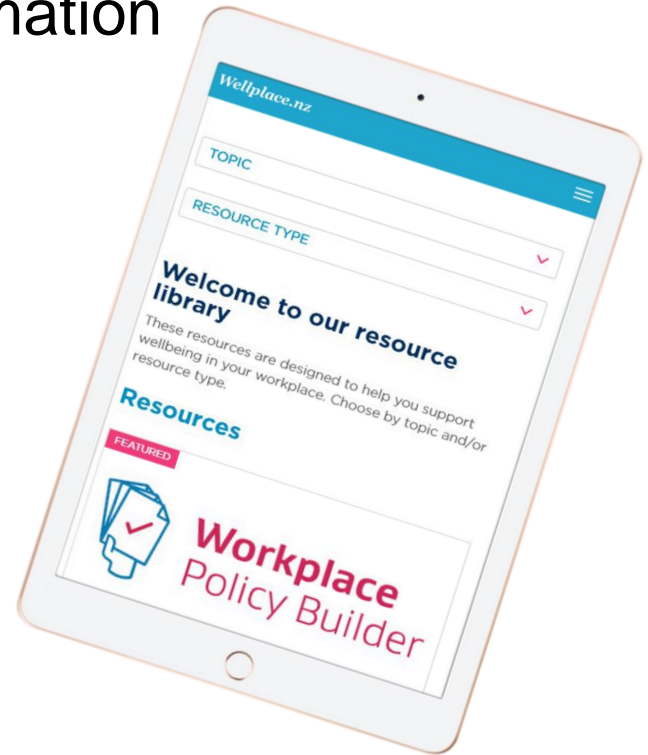 Wellplace.nz
TOPIC
RESOURCE TYPE
Welcome to our resource
library
These resources are designed to help you support
wellbeing in your workplace. Choose by topic and/or
resource type.
Resources
FEATURED
Workplace
Policy Builder